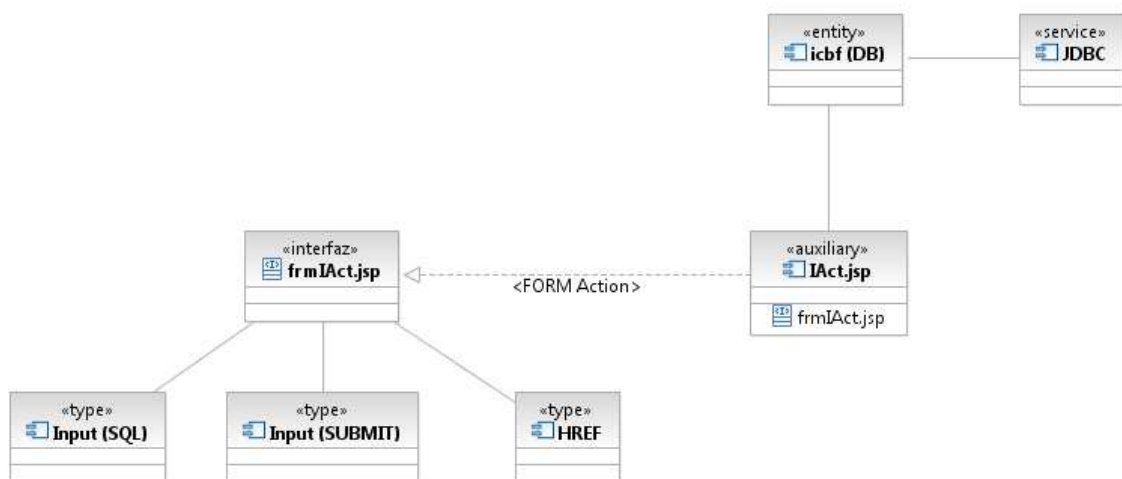 «entity»
icbf (DB)
«service»
JDBC
«interfaz»
frmIAct.jsp
<FORM Action>
«auxiliary»
IAct.jsp
frmIAct.jsp
«type»
Input (SQL)
«type»
Input (SUBMIT)
«type»
HREF